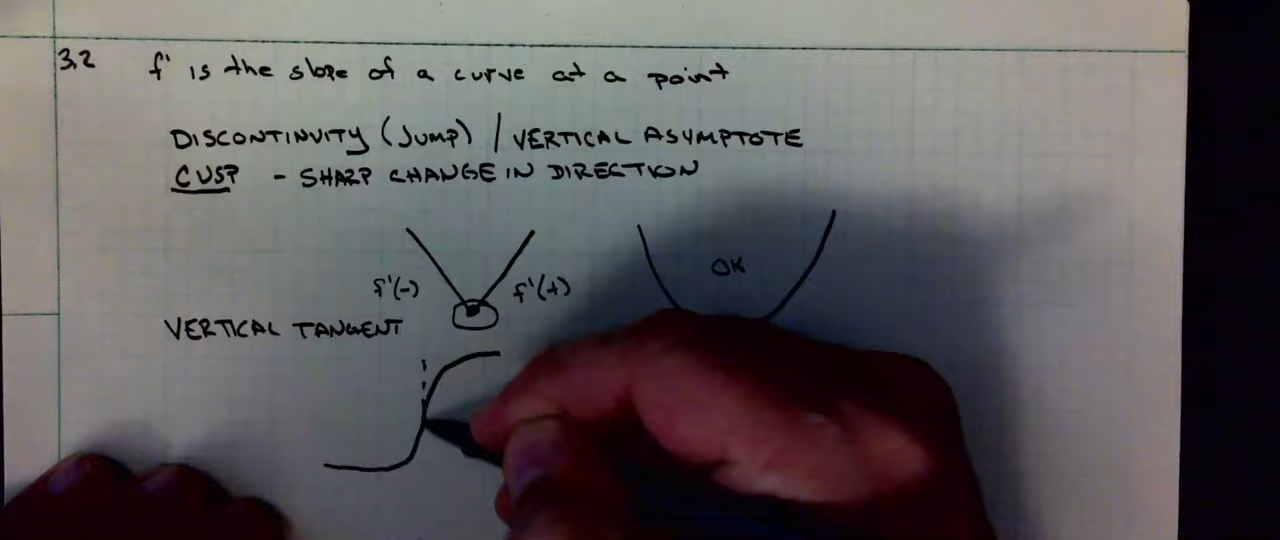 3.2 f' is the slope of a curve at a point
DISCONTINUITY (JUMP) / VERTICAL ASYMPTOTE
CUSP - SHARP CHANGE IN DIRECTION
OK
f'(-) f'(+)
VERTICAL TANGENT